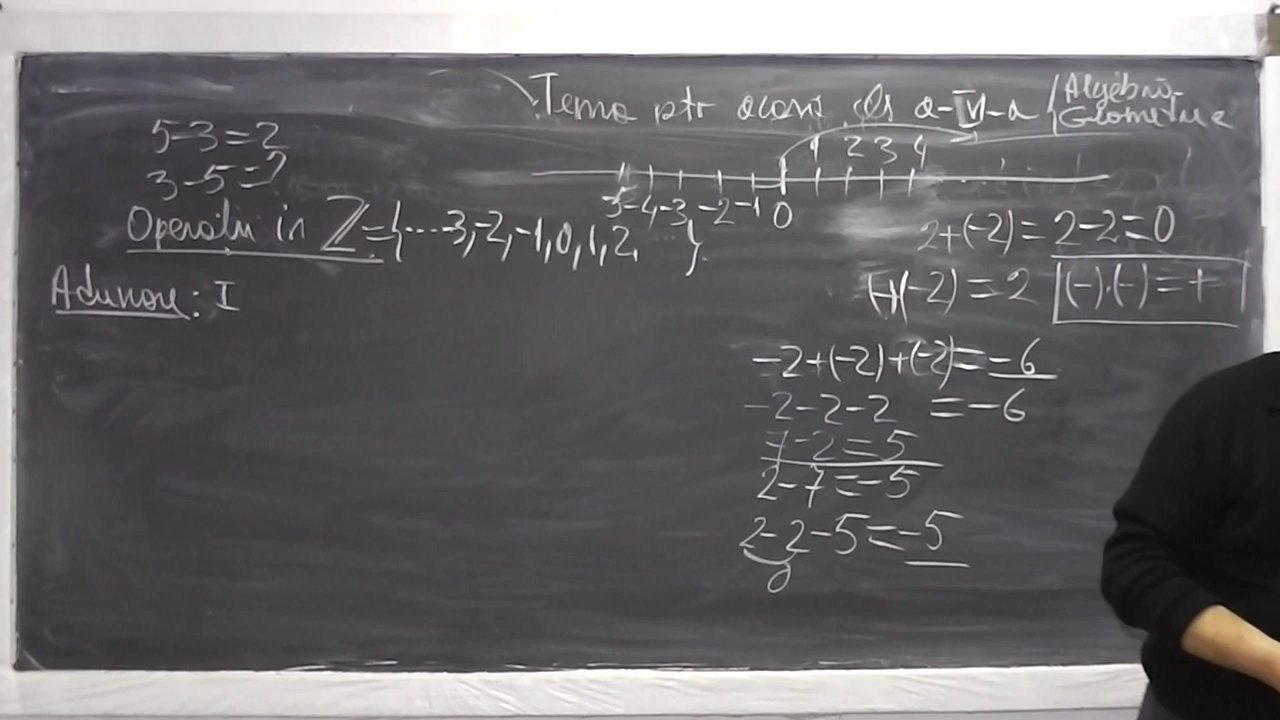 Tema ptr acasă cls a-V-a Algebră-
Geometrie
5-3=2
3-5=?
1 2 3 4
-5 -4 -3 -2 -1 0
Operații in ℤ={...-3,-2,-1,0,1,2,...}
2+(-2)=2-2=0
Adunare: I
(-)(-2)=2 (-)·(-)=+
-2+(-2)+(-2)=-6
-2-2-2 =-6
7-2=5
2-7=-5
2-2-5=-5
0